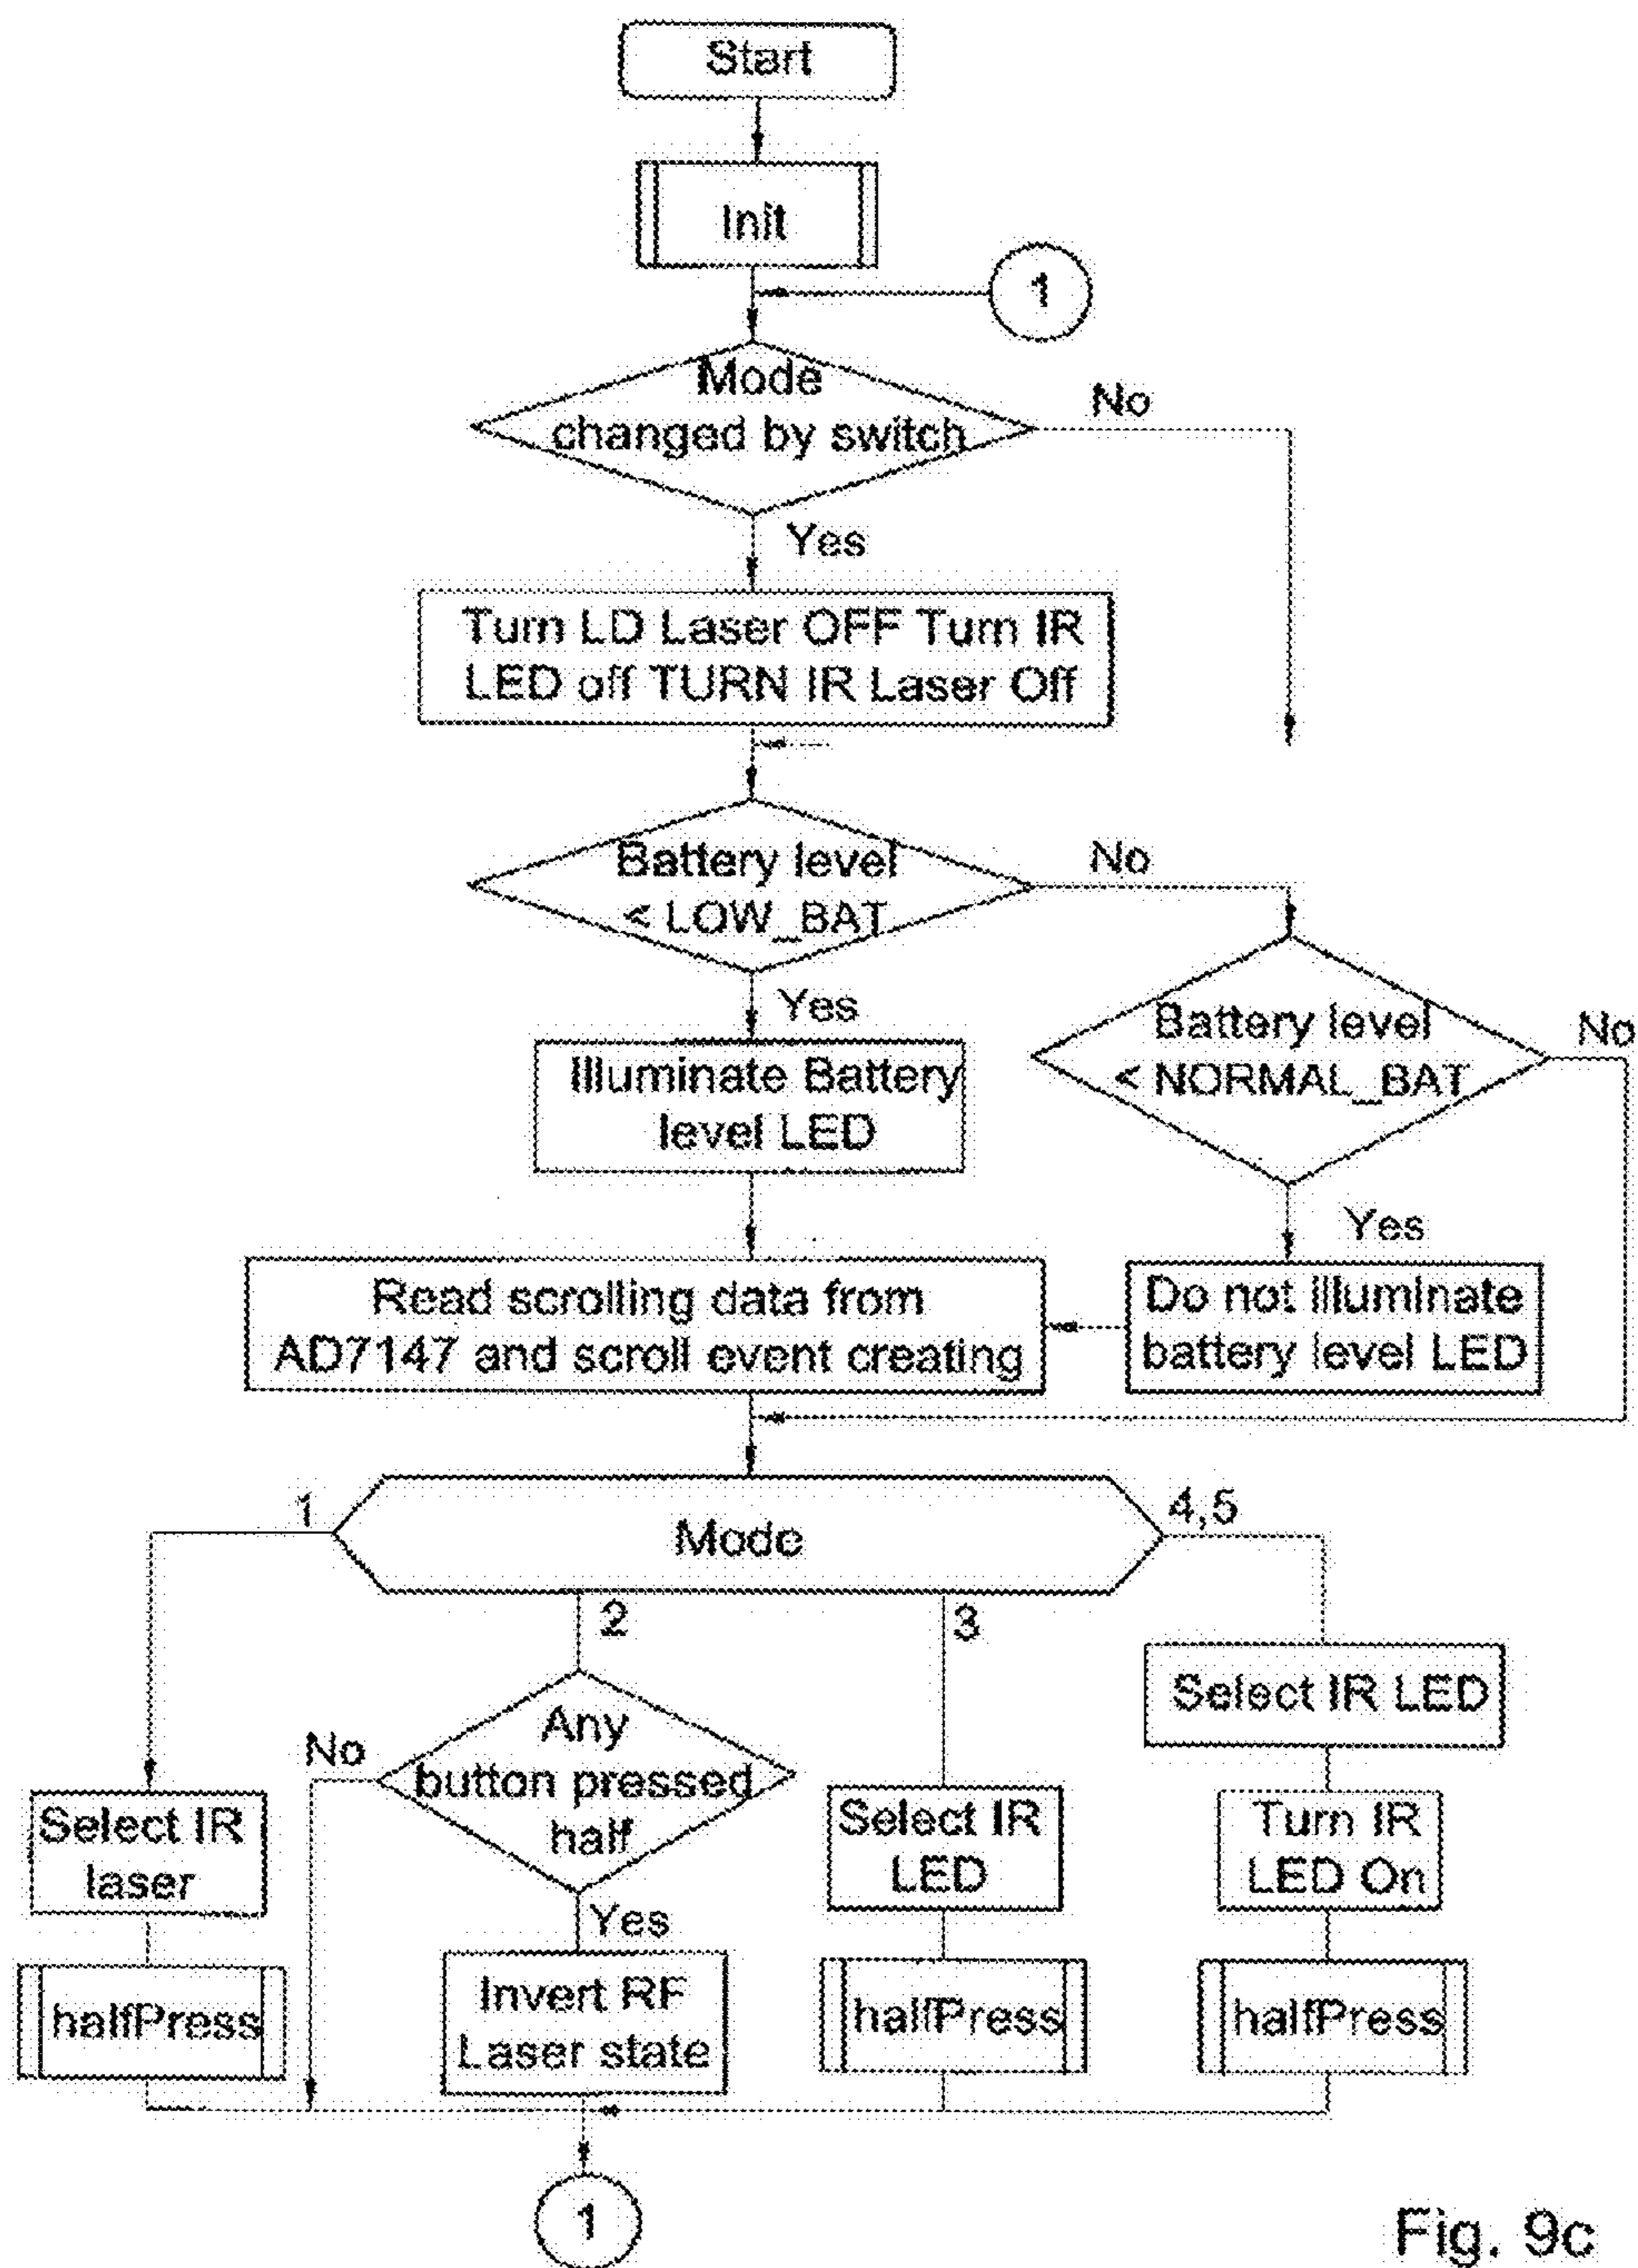 Start
Init
1
Mode
changed by switch
No
Yes
Turn LD Laser OFF Turn IR
LED off TURN IR Laser Off
Battery level
< LOW_BAT
No
Yes
Illuminate Battery
level LED
Battery level
< NORMAL_BAT
No
Yes
Read scrolling data from
AD7147 and scroll event creating
Do not illuminate
battery level LED
Mode
1
2
3
4,5
Select IR
laser
halfPress
Any
button pressed
half
No
Yes
Invert RF
Laser state
Select IR
LED
halfPress
Select IR LED
Turn IR
LED On
halfPress
1
Fig. 9c